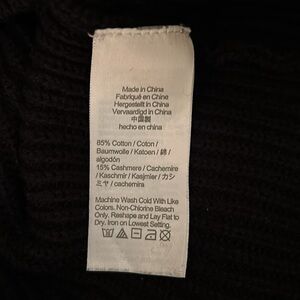 Made in China
Fabriqué en Chine
Hergestellt in China
Vervaardigd in China
中国製
hecho en china
85% Cotton / Coton /
Baumwolle / Katoen / 綿 /
algodón
15% Cashmere / Cachemire
/ Kaschmir / Kasjmier / カシ
ミヤ / cachemira
Machine Wash Cold With Like
Colors. Non-Chlorine Bleach
Only. Reshape and Lay Flat to
Dry. Iron on Lowest Setting.